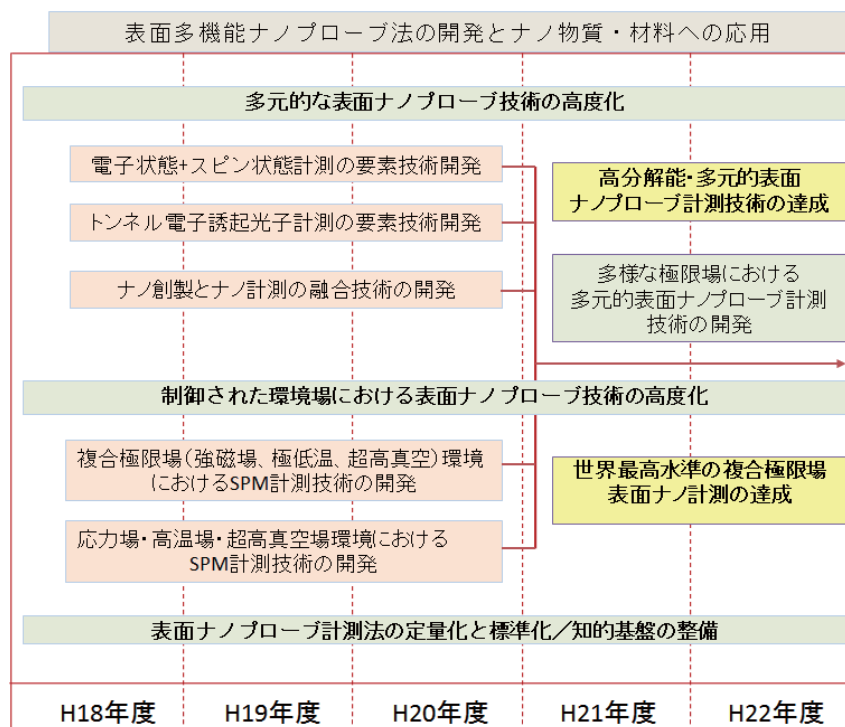 表面多機能ナノプローブ法の開発とナノ物質・材料への応用
多元的な表面ナノプローブ技術の高度化
電子状態+スピン状態計測の要素技術開発
トンネル電子誘起光子計測の要素技術開発
ナノ創製とナノ計測の融合技術の開発
高分解能・多元的表面
ナノプローブ計測技術の達成
多様な極限場における
多元的表面ナノプローブ計測
技術の開発
制御された環境場における表面ナノプローブ技術の高度化
複合極限場(強磁場、極低温、超高真空)環境
におけるSPM計測技術の開発
応力場・高温場・超高真空場環境における
SPM計測技術の開発
世界最高水準の複合極限場
表面ナノ計測の達成
表面ナノプローブ計測法の定量化と標準化／知的基盤の整備
H18年度 H19年度 H20年度 H21年度 H22年度